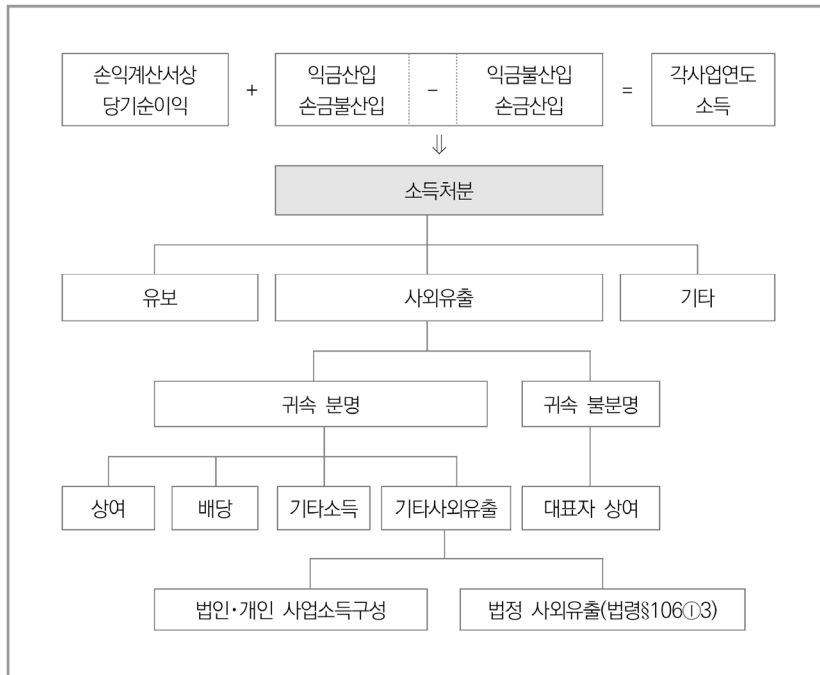 손익계산서상
당기순이익
+
익금산입
손금불산입
-
익금불산입
손금산입
=
각사업연도
소득
⇓
소득처분
유보
사외유출
기타
귀속 분명
귀속 불분명
상여
배당
기타소득
기타사외유출
대표자 상여
법인·개인 사업소득구성
법정 사외유출(법령§106①3)